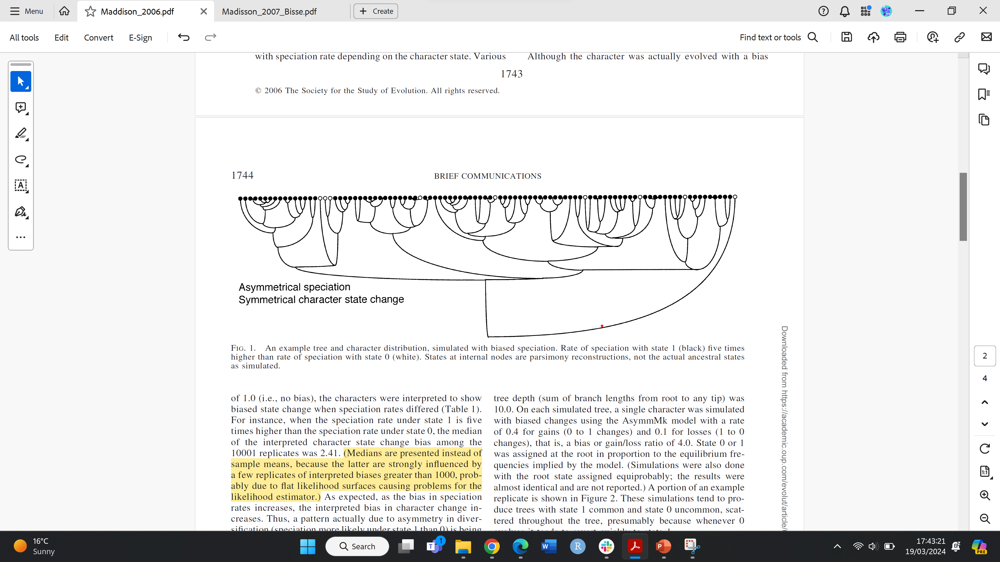 Menu
Maddison_2006.pdf
Madisson_2007_Bisse.pdf
Create
All tools
Edit
Convert
E-Sign
Find text or tools
with speciation rate depending on the character state. Various
Although the character was actually evolved with a bias
1743
© 2006 The Society for the Study of Evolution. All rights reserved.
1744
BRIEF COMMUNICATIONS
Asymmetrical speciation
Symmetrical character state change
FIG. 1. An example tree and character distribution, simulated with biased speciation. Rate of speciation with state 1 (black) five times
higher than rate of speciation with state 0 (white). States at internal nodes are parsimony reconstructions, not the actual ancestral states
as simulated.
of 1.0 (i.e., no bias), the characters were interpreted to show
biased state change when speciation rates differed (Table 1).
For instance, when the speciation rate under state 1 is five
times higher than the speciation rate under state 0, the median
of the interpreted character state change bias among the
10001 replicates was 2.41. (Medians are presented instead of
sample means, because the latter are strongly influenced by
a few replicates of interpreted biases greater than 1000, prob-
ably due to flat likelihood surfaces causing problems for the
likelihood estimator.) As expected, as the bias in speciation
rates increases, the interpreted bias in character change in-
creases. Thus, a pattern actually due to asymmetry in diver-
sification (speciation more likely under state 1 than 0) is being
tree depth (sum of branch lengths from root to any tip) was
10.0. On each simulated tree, a single character was simulated
with biased changes using the AsymmMk model with a rate
of 0.4 for gains (0 to 1 changes) and 0.1 for losses (1 to 0
changes), that is, a bias or gain/loss ratio of 4.0. State 0 or 1
was assigned at the root in proportion to the equilibrium fre-
quencies implied by the model. (Simulations were also done
with the root state assigned equiprobably; the results were
almost identical and are not reported.) A portion of an example
replicate is shown in Figure 2. These simulations tend to pro-
duce trees with state 1 common and state 0 uncommon, scat-
tered throughout the tree, presumably because whenever 0
Downloaded from https://academic.oup.com/evolut/article/
2
4
1:1
16°C
Sunny
Search
1
17:43:21
19/03/2024
PRE